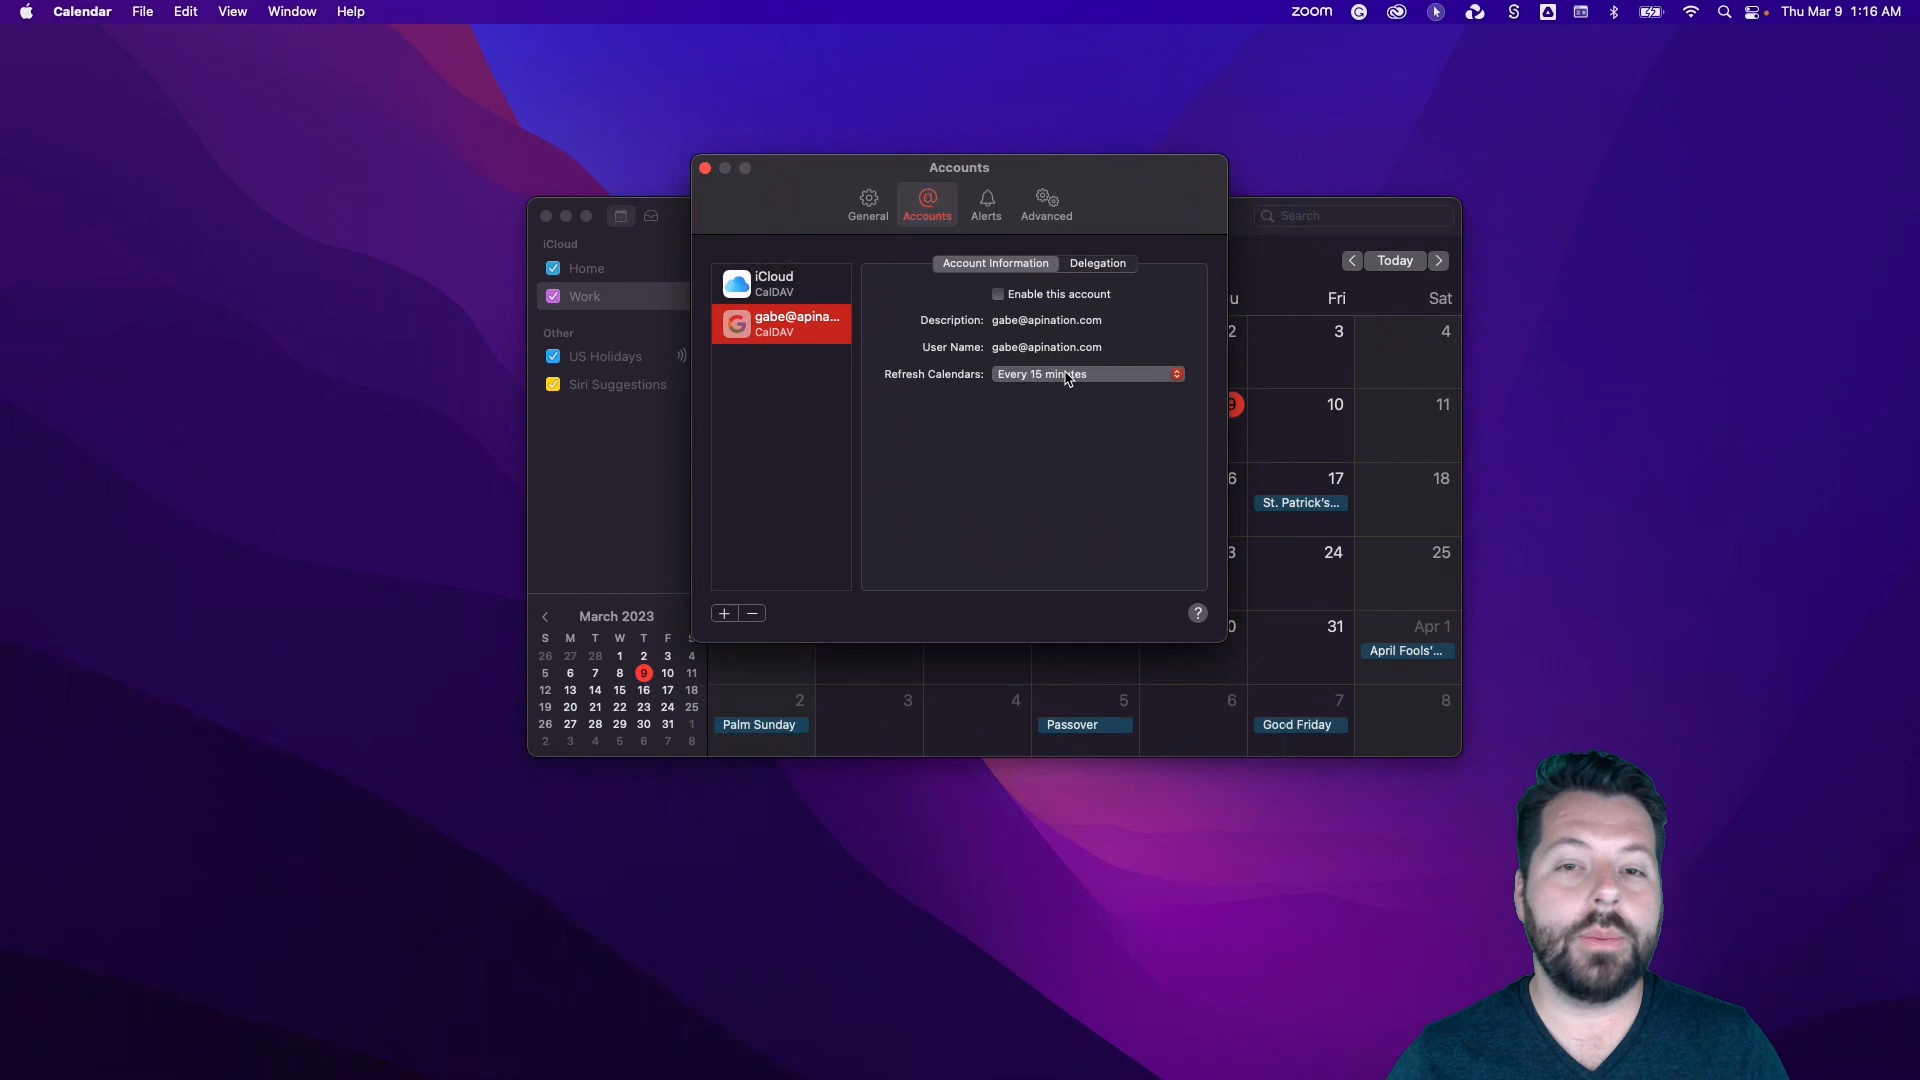 Calendar File Edit View Window Help
zoom Thu Mar 9 1:16 AM
Accounts
General Accounts Alerts Advanced
Search
iCloud
Home
Work
Other
US Holidays
Siri Suggestions
iCloud
CalDAV
gabe@apina...
CalDAV
Account Information Delegation
Enable this account
Description: gabe@apination.com
User Name: gabe@apination.com
Refresh Calendars: Every 15 minutes
+ − ?
< Today >
u Fri Sat
2 3 4
9 10 11
6 17 18
St. Patrick's...
3 24 25
0 31 Apr 1
April Fools'...
2 3 4 5 6 7 8
Palm Sunday Passover Good Friday
March 2023
S M T W T F S
26 27 28 1 2 3 4
5 6 7 8 9 10 11
12 13 14 15 16 17 18
19 20 21 22 23 24 25
26 27 28 29 30 31 1
2 3 4 5 6 7 8